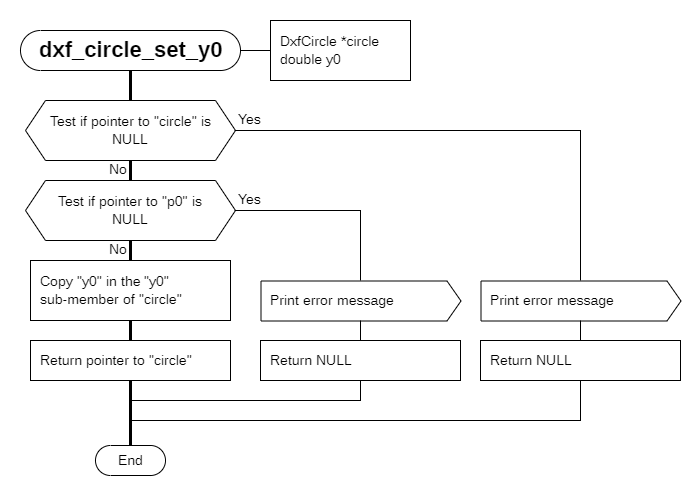 dxf_circle_set_y0
DxfCircle *circle
double y0
Test if pointer to "circle" is
NULL
Yes
No
Test if pointer to "p0" is
NULL
Yes
No
Copy "y0" in the "y0"
sub-member of "circle"
Print error message
Print error message
Return pointer to "circle"
Return NULL
Return NULL
End